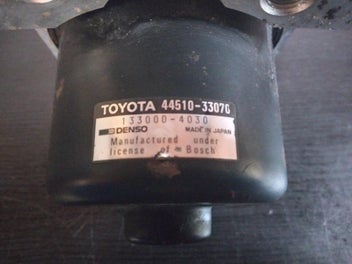 TOYOTA 44510-33070
133000-4030
DENSO MADE IN JAPAN
Manufactured under
license of Bosch